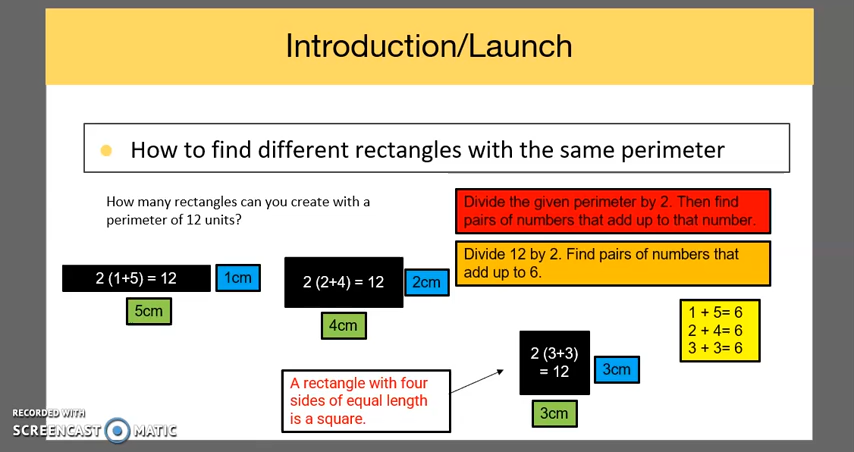 Introduction/Launch
How to find different rectangles with the same perimeter
How many rectangles can you create with a
perimeter of 12 units?
Divide the given perimeter by 2. Then find
pairs of numbers that add up to that number.
Divide 12 by 2. Find pairs of numbers that
add up to 6.
2 (1+5) = 12
1cm
5cm
2 (2+4) = 12
2cm
4cm
1 + 5= 6
2 + 4= 6
3 + 3= 6
2 (3+3)
= 12
3cm
3cm
A rectangle with four
sides of equal length
is a square.
RECORDED WITH
SCREENCAST MATIC